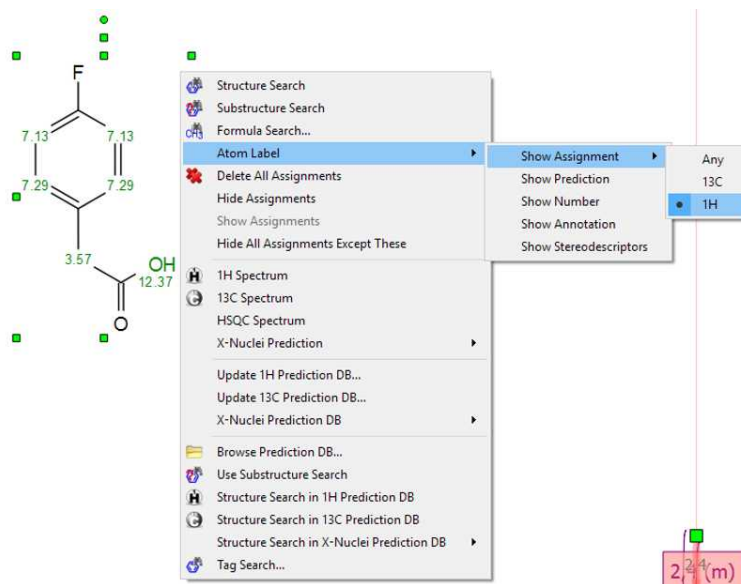 F
7.13
7.13
7.29
7.29
3.57
OH
12.37
O
Structure Search
Substructure Search
CH3
Formula Search...
Atom Label
Delete All Assignments
Hide Assignments
Show Assignments
Hide All Assignments Except These
H
1H Spectrum
C
13C Spectrum
HSQC Spectrum
X-Nuclei Prediction
Update 1H Prediction DB...
Update 13C Prediction DB...
X-Nuclei Prediction DB
Browse Prediction DB...
Use Substructure Search
H
Structure Search in 1H Prediction DB
C
Structure Search in 13C Prediction DB
Structure Search in X-Nuclei Prediction DB
Tag Search...
Show Assignment
Show Prediction
Show Number
Show Annotation
Show Stereodescriptors
Any
13C
1H
(m)